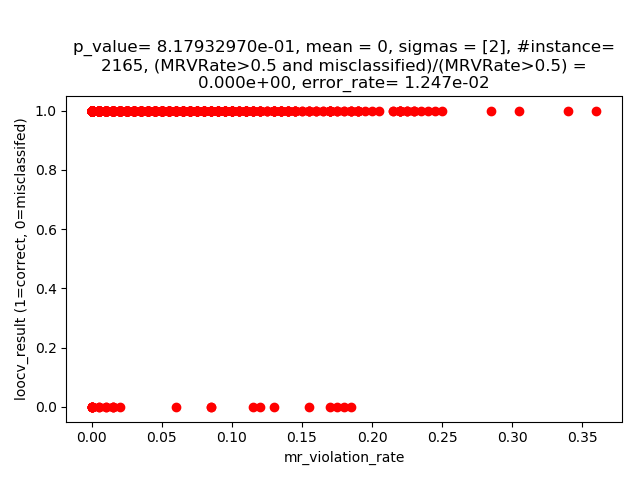 p_value= 8.17932970e-01, mean = 0, sigmas = [2], #instance=
2165, (MRVRate>0.5 and misclassified)/(MRVRate>0.5) =
0.000e+00, error_rate= 1.247e-02
loocv_result (1=correct, 0=misclassifed)
1.0
0.8
0.6
0.4
0.2
0.0
0.00 0.05 0.10 0.15 0.20 0.25 0.30 0.35
mr_violation_rate